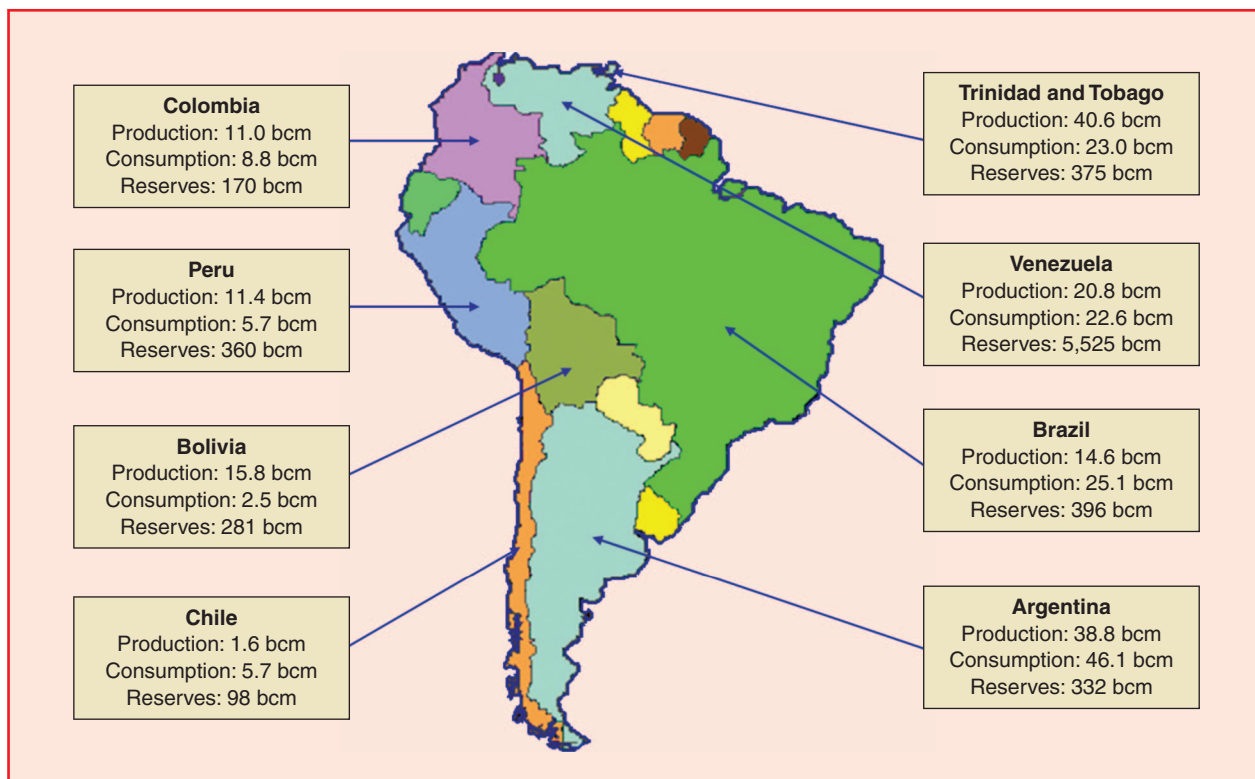 Colombia
Production: 11.0 bcm
Consumption: 8.8 bcm
Reserves: 170 bcm
Peru
Production: 11.4 bcm
Consumption: 5.7 bcm
Reserves: 360 bcm
Bolivia
Production: 15.8 bcm
Consumption: 2.5 bcm
Reserves: 281 bcm
Chile
Production: 1.6 bcm
Consumption: 5.7 bcm
Reserves: 98 bcm
Trinidad and Tobago
Production: 40.6 bcm
Consumption: 23.0 bcm
Reserves: 375 bcm
Venezuela
Production: 20.8 bcm
Consumption: 22.6 bcm
Reserves: 5,525 bcm
Brazil
Production: 14.6 bcm
Consumption: 25.1 bcm
Reserves: 396 bcm
Argentina
Production: 38.8 bcm
Consumption: 46.1 bcm
Reserves: 332 bcm